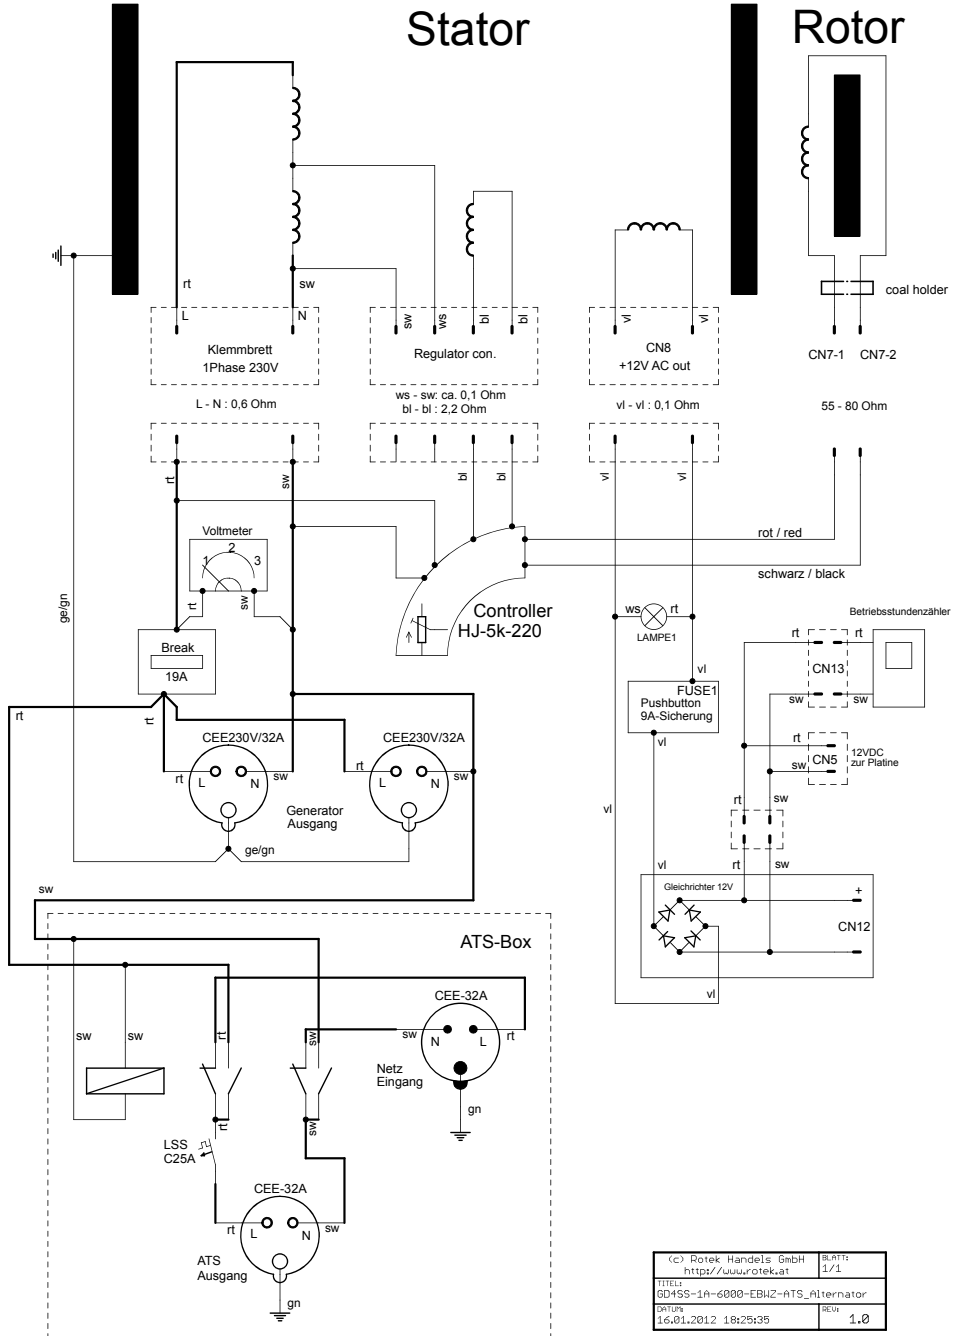 Stator
Rotor
rt
sw
L
N
sw
ws
bl
bl
vl
vl
coal holder
Klemmbrett
1Phase 230V
Regulator con.
CN8
+12V AC out
CN7-1
CN7-2
L - N : 0,6 Ohm
ws - sw: ca. 0,1 Ohm
bl - bl : 2,2 Ohm
vl - vl : 0,1 Ohm
55 - 80 Ohm
rt
sw
bl
bl
vl
vl
Voltmeter
1
2
3
rt
sw
rot / red
schwarz / black
ge/gn
Controller
HJ-5k-220
ws
rt
LAMPE1
Betriebsstundenzähler
rt
rt
CN13
sw
sw
Break
19A
vl
FUSE1
Pushbutton
9A-Sicherung
vl
rt
rt
CEE230V/32A
CEE230V/32A
rt
L
N
sw
rt
L
N
sw
Generator
Ausgang
ge/gn
rt
sw
CN5
12VDC
zur Platine
rt
sw
vl
vl
rt
sw
Gleichrichter 12V
+
CN12
vl
sw
ATS-Box
sw
sw
rt
sw
CEE-32A
sw
N
L
rt
Netz
Eingang
gn
rt
sw
LSS
C25A
CEE-32A
rt
L
N
sw
ATS
Ausgang
gn
(c) Rotek Handels GmbH
http://www.rotek.at
BLATT:
1/1
TITEL:
GD4SS-1A-6000-EBWZ-ATS_Alternator
DATUM:
16.01.2012 18:25:35
REV:
1.0